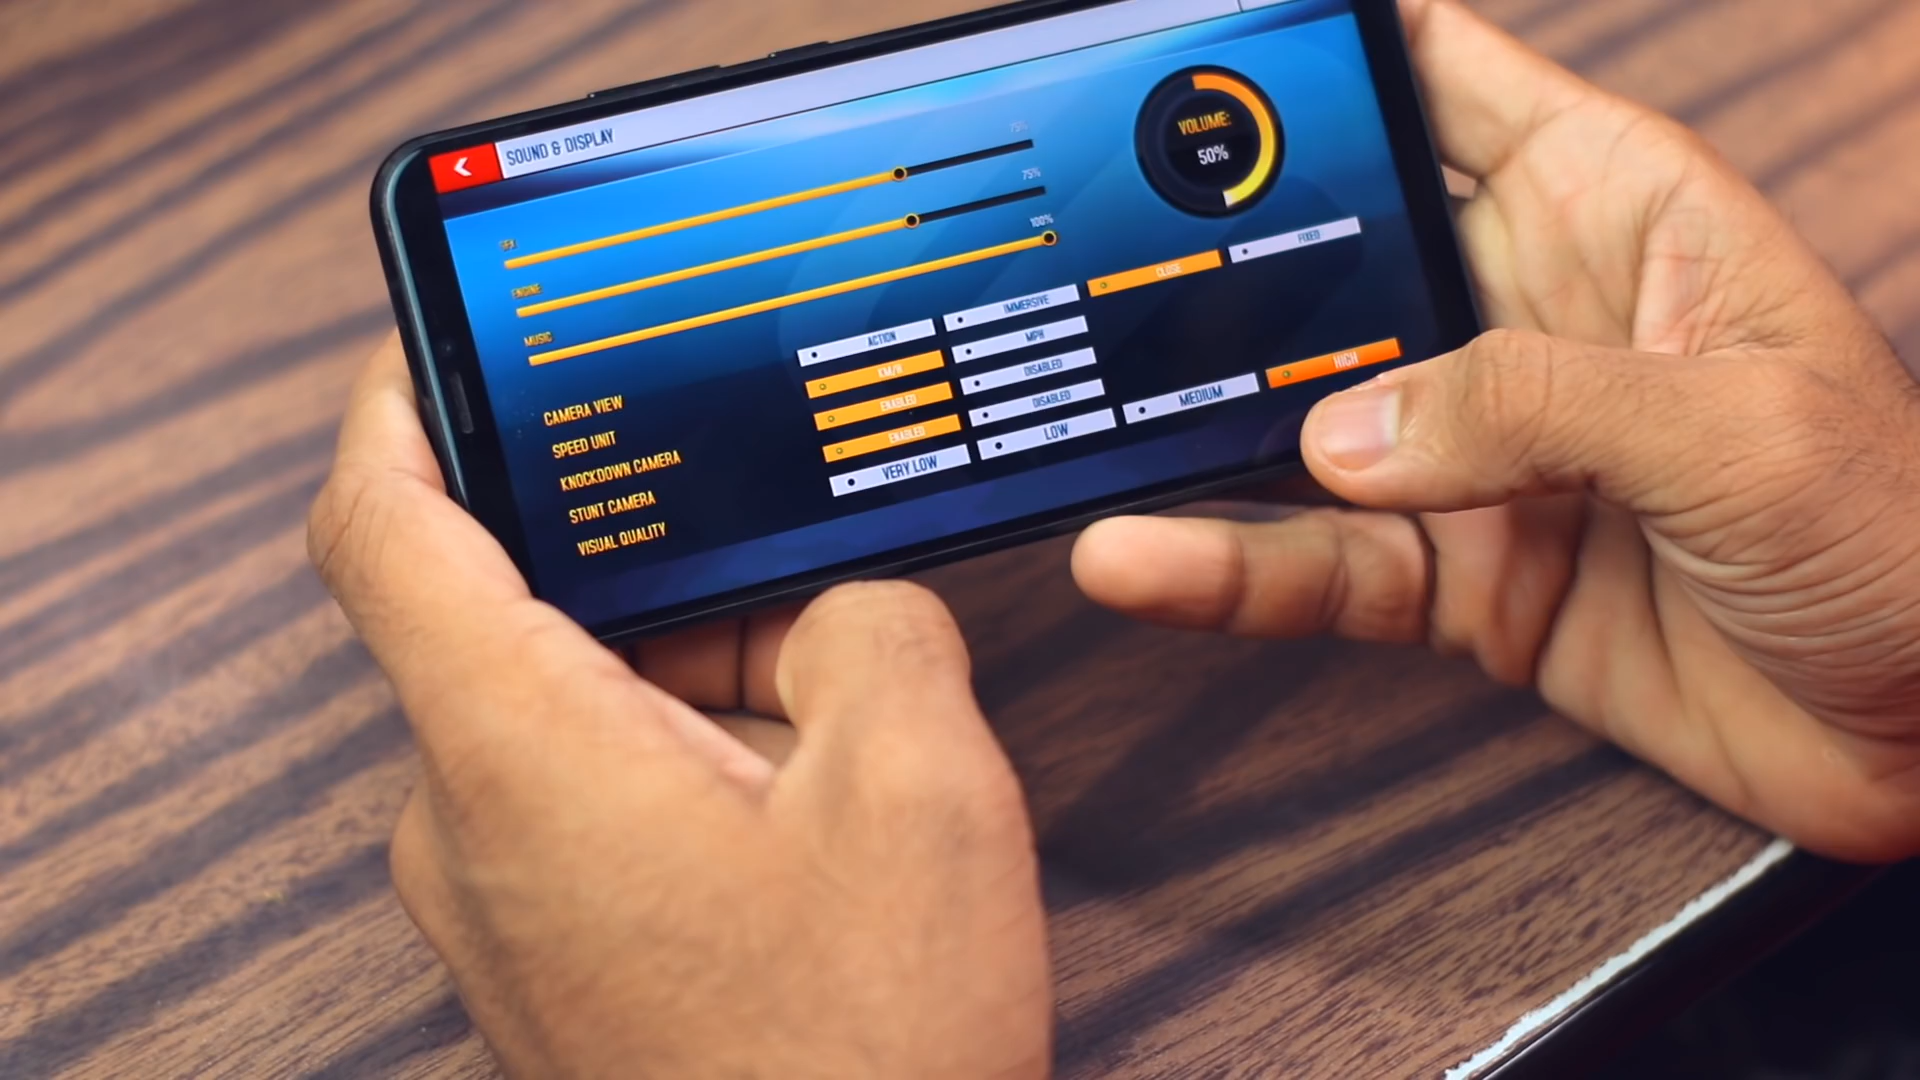 SOUND & DISPLAY
SFX 75%
ENGINE 75%
MUSIC 100%
VOLUME:
50%
CAMERA VIEW ACTION IMMERSIVE CLOSE FIXED
SPEED UNIT KM/H MPH
KNOCKDOWN CAMERA ENABLED DISABLED
STUNT CAMERA ENABLED DISABLED
VISUAL QUALITY VERY LOW LOW MEDIUM HIGH